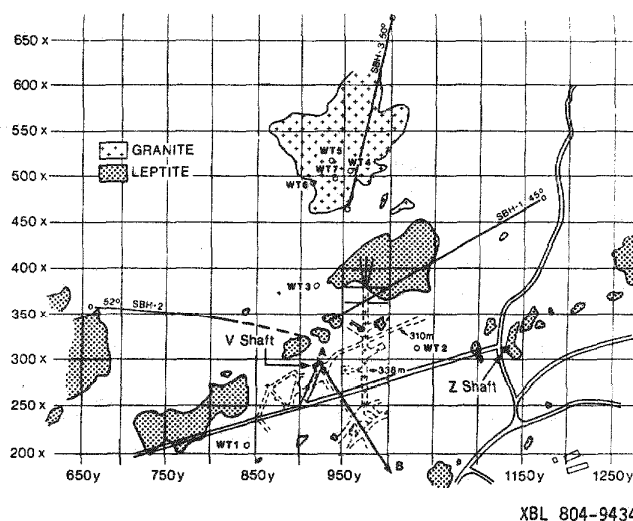 650 x
600 x
550 x
500 x
450 x
400 x
350 x
300 x
250 x
200 x
GRANITE
LEPTITE
SBH-3, 50°
WT5
WT4
WT7
WT6
SBH-1, 45°
WT3
52°
SBH-2
310m
V Shaft
A
WT2
336m
Z Shaft
WT1
B
650y
750y
850y
950y
1150y
1250y
XBL 804-9434